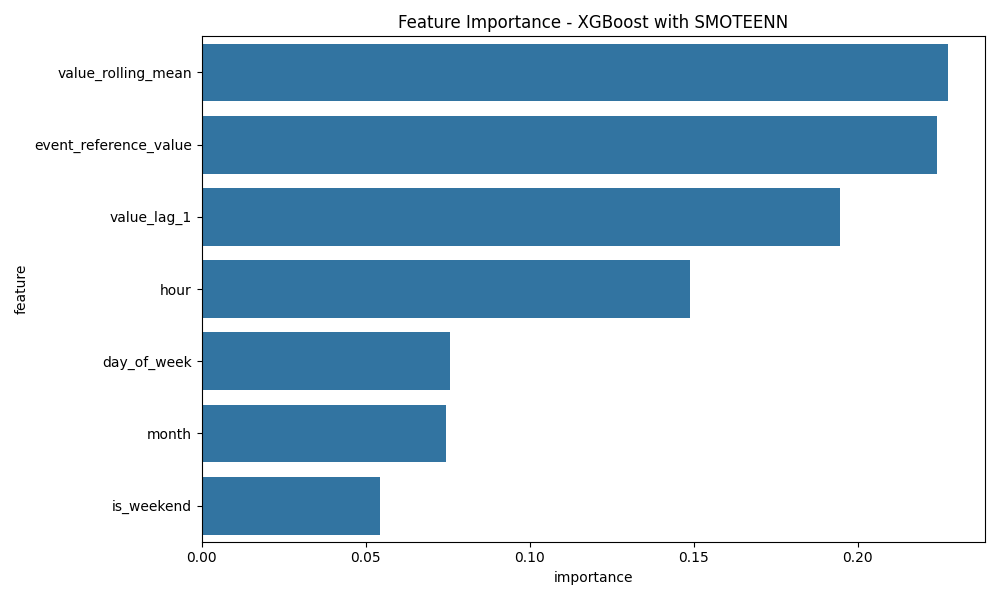 Feature Importance - XGBoost with SMOTEENN
value_rolling_mean
event_reference_value
value_lag_1
hour
day_of_week
month
is_weekend
feature
0.00 0.05 0.10 0.15 0.20
importance